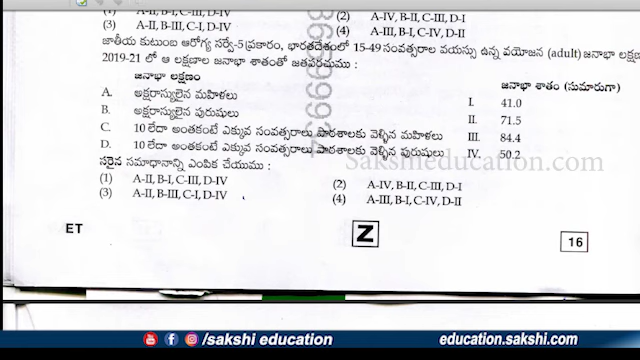 (1) A-II, B-I, C-III, D-IV
(2) A-IV, B-II, C-III, D-I
(3) A-II, B-III, C-I, D-IV
(4) A-III, B-I, C-IV, D-II
జాతీయ కుటుంబ ఆరోగ్య సర్వే-5 ప్రకారం, భారతదేశంలో 15-49 సంవత్సరాల వయస్సు ఉన్న వయోజన (adult) జనాభా
2019-21 లో ఆ లక్షణాల జనాభా శాతంతో జతపరచుము :
జనాభా లక్షణం
జనాభా శాతం (సుమారుగా)
A. అక్షరాస్యులైన మహిళలు
I. 41.0
B. అక్షరాస్యులైన పురుషులు
II. 71.5
C. 10 లేదా అంతకంటే ఎక్కువ సంవత్సరాలు పాఠశాలకు వెళ్ళిన మహిళలు
III. 84.4
D. 10 లేదా అంతకంటే ఎక్కువ సంవత్సరాలు పాఠశాలకు వెళ్ళిన పురుషులు
IV. 50.2
సరైన సమాధానాన్ని ఎంపిక చేయుము :
(1) A-II, B-I, C-III, D-IV
(2) A-IV, B-II, C-III, D-I
(3) A-II, B-III, C-I, D-IV
(4) A-III, B-I, C-IV, D-II
Sakshieducation.com
ET
Z
16
/sakshi education
education.sakshi.com